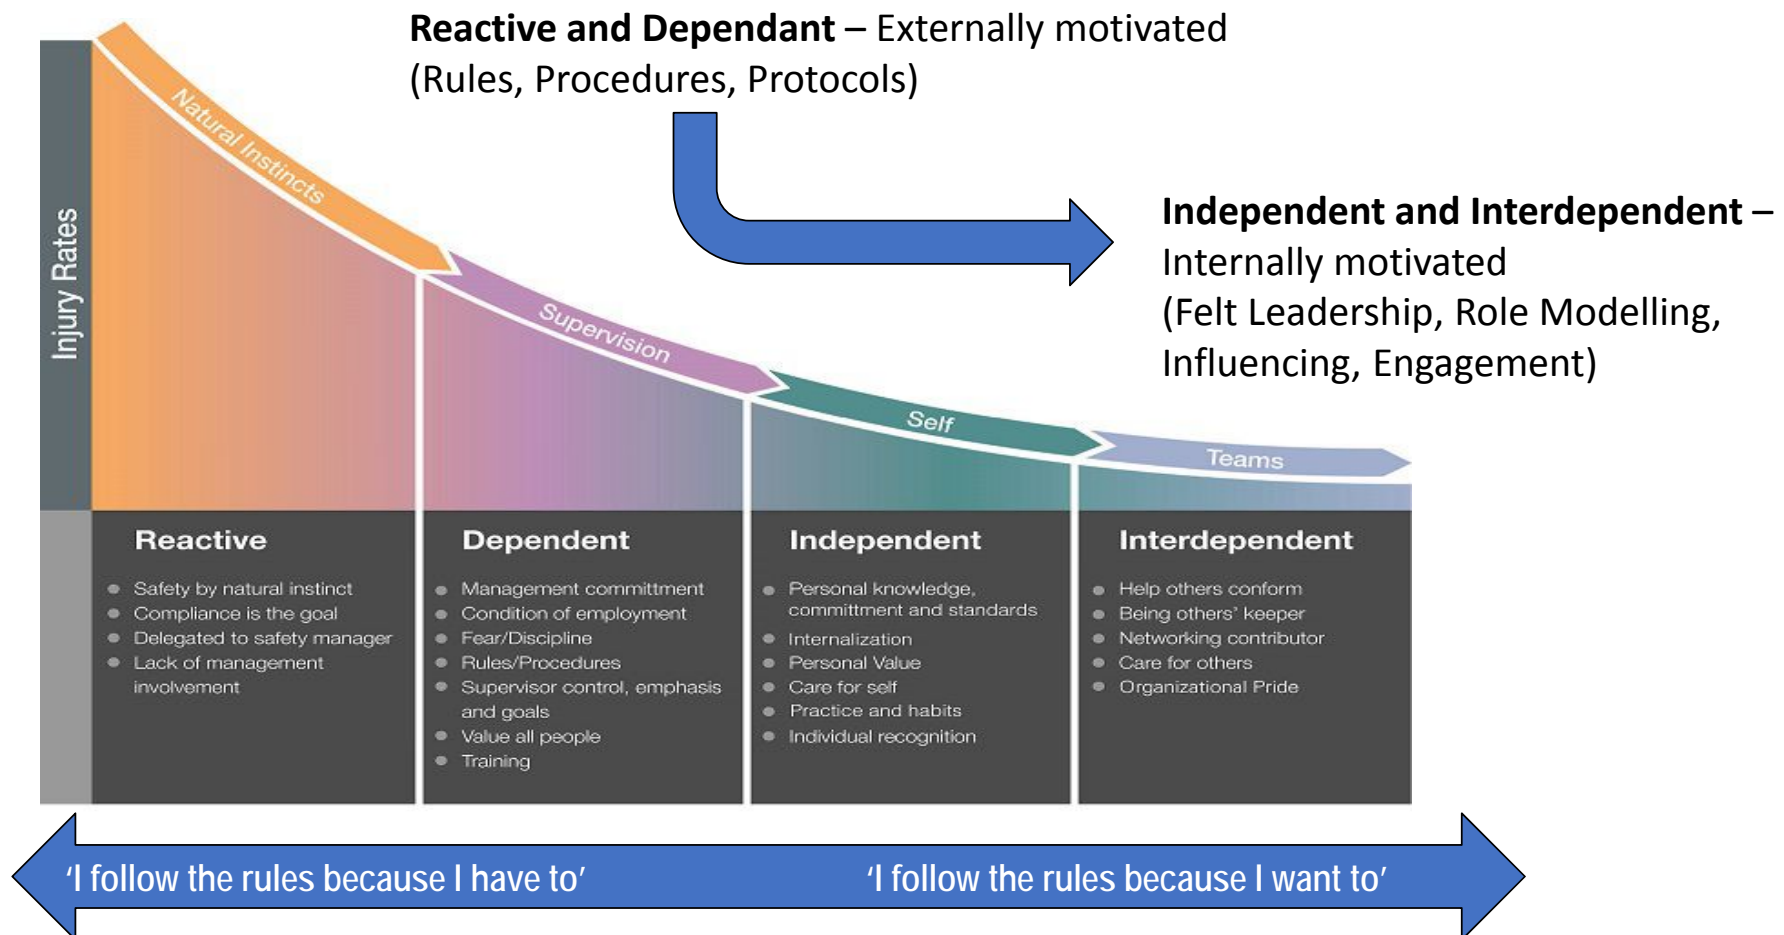 Reactive and Dependant – Externally motivated
(Rules, Procedures, Protocols)
Independent and Interdependent –
Internally motivated
(Felt Leadership, Role Modelling,
Influencing, Engagement)
Injury Rates
Natural Instincts
Supervision
Self
Teams
Reactive
Safety by natural instinct
Compliance is the goal
Delegated to safety manager
Lack of management
involvement
Dependent
Management committment
Condition of employment
Fear/Discipline
Rules/Procedures
Supervisor control, emphasis
and goals
Value all people
Training
Independent
Personal knowledge,
committment and standards
Internalization
Personal Value
Care for self
Practice and habits
Individual recognition
Interdependent
Help others conform
Being others' keeper
Networking contributor
Care for others
Organizational Pride
‘I follow the rules because I have to’
‘I follow the rules because I want to’